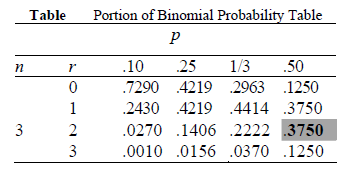 Table Portion of Binomial Probability Table
p
n r .10 .25 1/3 .50
0 .7290 .4219 .2963 .1250
1 .2430 .4219 .4414 .3750
3 2 .0270 .1406 .2222 .3750
3 .0010 .0156 .0370 .1250